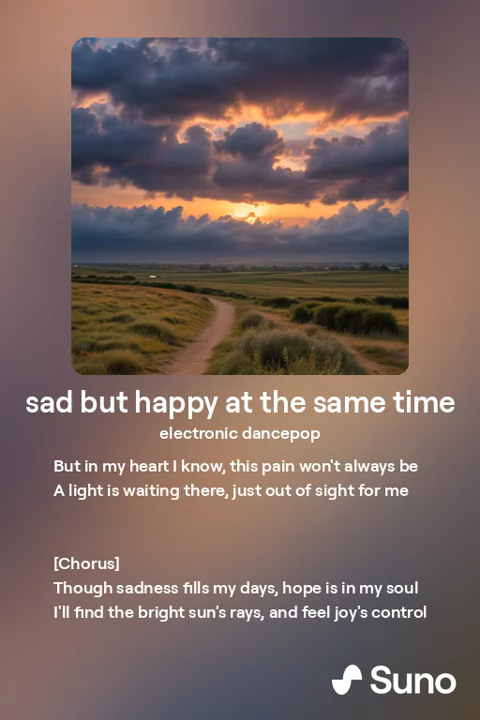 sad but happy at the same time
electronic dancepop
But in my heart I know, this pain won't always be
A light is waiting there, just out of sight for me
[Chorus]
Though sadness fills my days, hope is in my soul
I'll find the bright sun's rays, and feel joy's control
Suno